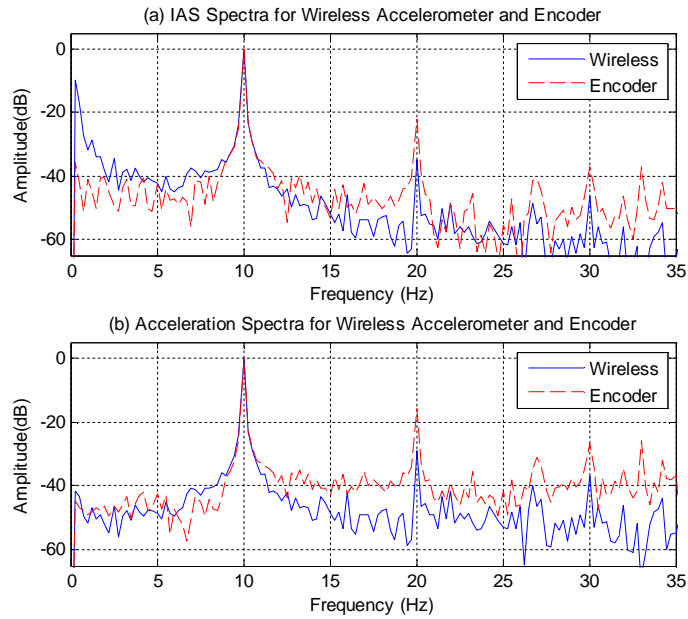 (a) IAS Spectra for Wireless Accelerometer and Encoder
0
-20
-40
-60
Amplitude(dB)
Wireless
Encoder
0 5 10 15 20 25 30 35
Frequency (Hz)
(b) Acceleration Spectra for Wireless Accelerometer and Encoder
0
-20
-40
-60
Amplitude(dB)
Wireless
Encoder
0 5 10 15 20 25 30 35
Frequency (Hz)